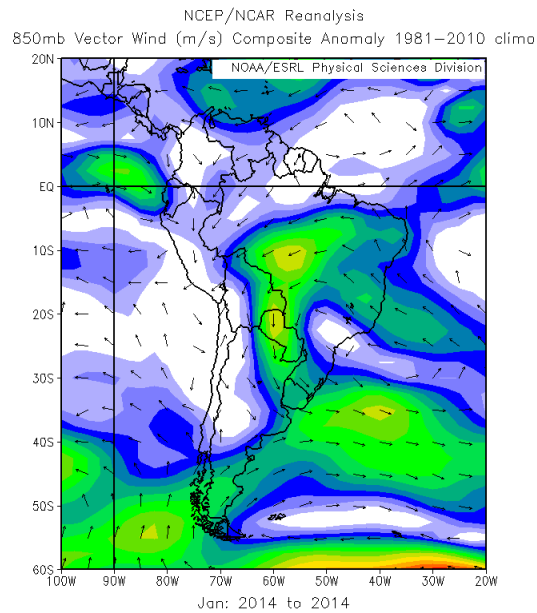 NCEP/NCAR Reanalysis
850mb Vector Wind (m/s) Composite Anomaly 1981-2010 climo
NOAA/ESRL Physical Sciences Division
20N
10N
EQ
10S
20S
30S
40S
50S
60S
100W 90W 80W 70W 60W 50W 40W 30W 20W
Jan: 2014 to 2014